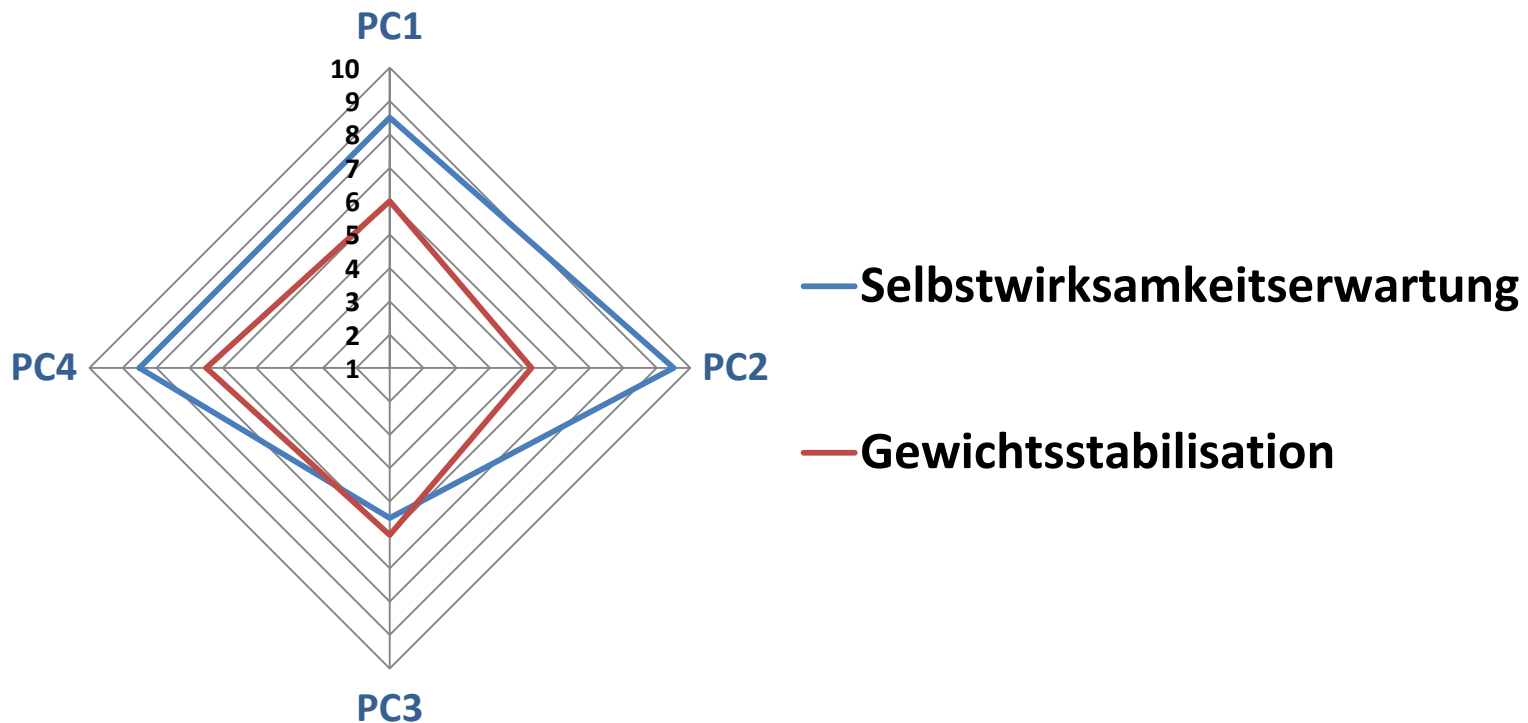 PC1
10
9
8
7
6
5
4
3
2
1
PC4
PC2
PC3
Selbstwirksamkeitserwartung
Gewichtsstabilisation